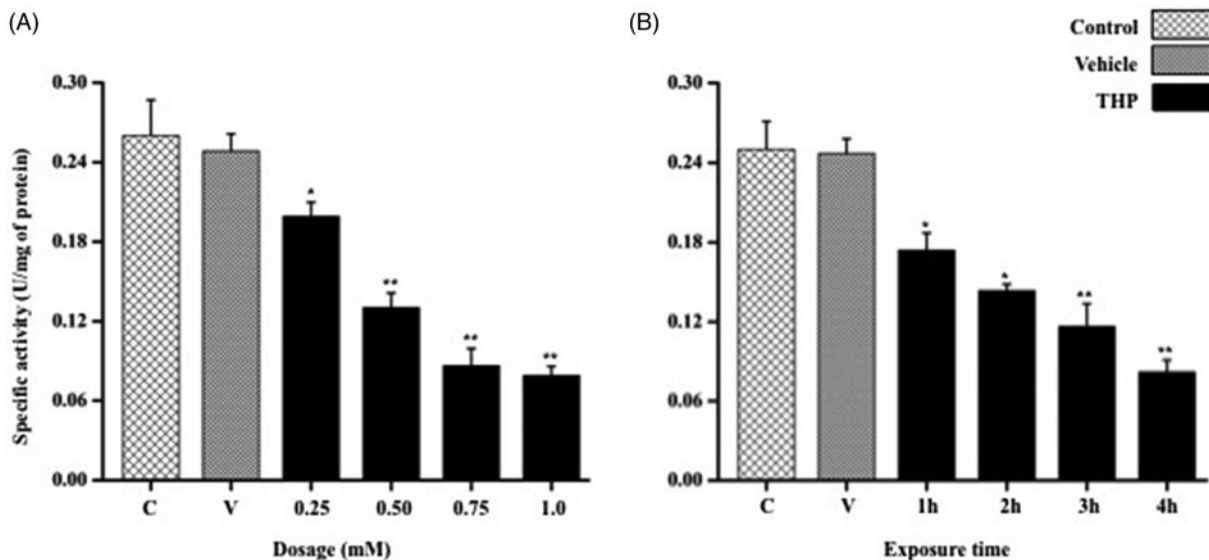 (A)
Specific activity (U/mg of protein)
0.30
0.24
0.18
0.12
0.06
0.00
*
**
**
**
C V 0.25 0.50 0.75 1.0
Dosage (mM)
(B)
Control
Vehicle
THP
0.30
0.24
0.18
0.12
0.06
0.00
*
*
**
**
C V 1h 2h 3h 4h
Exposure time